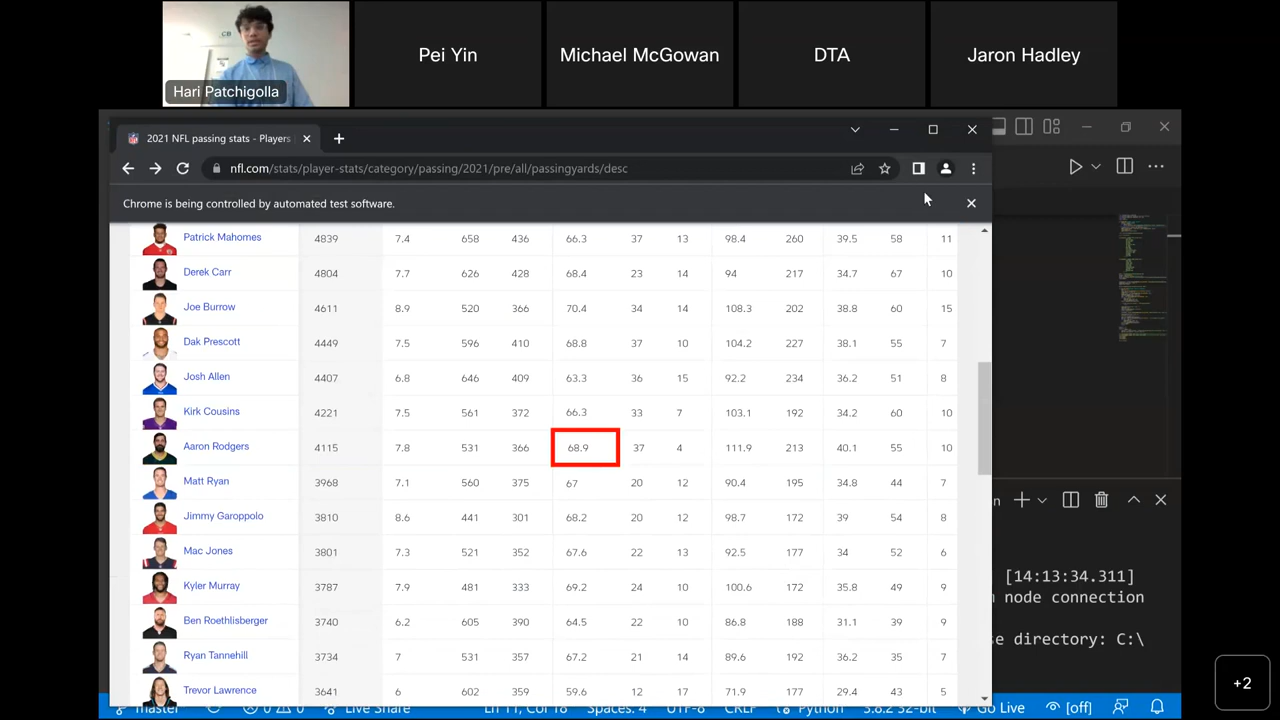 CB
Hari Patchigolla
Pei Yin
Michael McGowan
DTA
Jaron Hadley
2021 NFL passing stats - Players
nfl.com/stats/player-stats/category/passing/2021/pre/all/passingyards/desc
Chrome is being controlled by automated test software.
Patrick Mahomes 4839 7.4 658 436 66.3 37 13 98.4 260 39.5 58 11
Derek Carr 4804 7.7 626 428 68.4 23 14 94 217 34.7 67 10
Joe Burrow 4611 8.9 520 366 70.4 34 14 108.3 202 38.8 60 15
Dak Prescott 4449 7.5 596 410 68.8 37 10 104.2 227 38.1 55 7
Josh Allen 4407 6.8 646 409 63.3 36 15 92.2 234 36.2 51 8
Kirk Cousins 4221 7.5 561 372 66.3 33 7 103.1 192 34.2 60 10
Aaron Rodgers 4115 7.8 531 366 68.9 37 4 111.9 213 40.1 55 10
Matt Ryan 3968 7.1 560 375 67 20 12 90.4 195 34.8 44 7
Jimmy Garoppolo 3810 8.6 441 301 68.2 20 12 98.7 172 39 54 8
Mac Jones 3801 7.3 521 352 67.6 22 13 92.5 177 34 52 6
Kyler Murray 3787 7.9 481 333 69.2 24 10 100.6 172 35.8 49 9
Ben Roethlisberger 3740 6.2 605 390 64.5 22 10 86.8 188 31.1 39 9
Ryan Tannehill 3734 7 531 357 67.2 21 14 89.6 192 36.2 35 7
Trevor Lawrence 3641 6 602 359 59.6 12 17 71.9 177 29.4 43 5
n
[14:13:34.311]
n node connection
se directory: C:\
master 0 0 Live Share Ln 11, Col 18 Spaces: 4 UTF-8 CRLF Python 3.8.2 32-bit Go Live [off]
+2